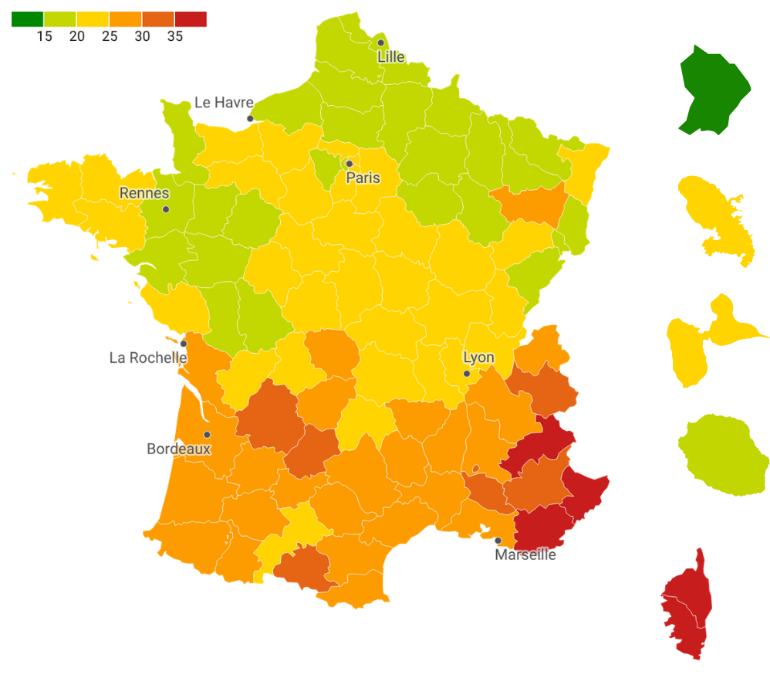 15 20 25 30 35
Lille
Le Havre
Paris
Rennes
Lyon
La Rochelle
Bordeaux
Marseille